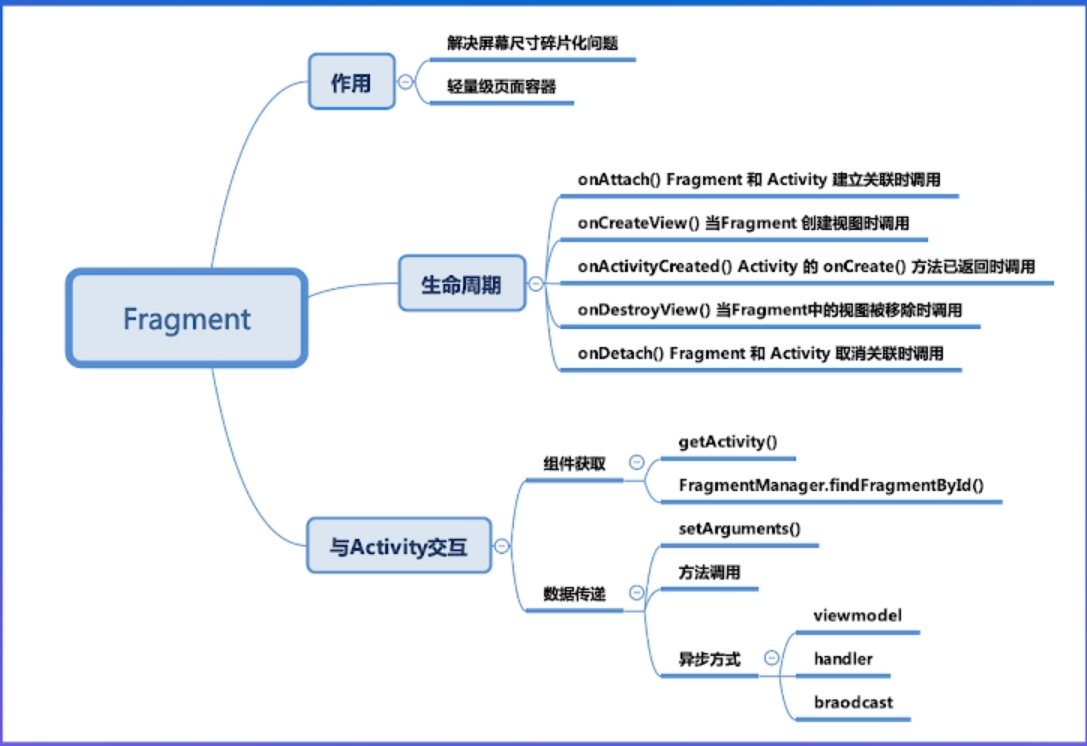 Fragment
作用
解决屏幕尺寸碎片化问题
轻量级页面容器
生命周期
onAttach() Fragment 和 Activity 建立关联时调用
onCreateView() 当Fragment 创建视图时调用
onActivityCreated() Activity 的 onCreate() 方法已返回时调用
onDestroyView() 当Fragment中的视图被移除时调用
onDetach() Fragment 和 Activity 取消关联时调用
与Activity交互
组件获取
getActivity()
FragmentManager.findFragmentById()
数据传递
setArguments()
方法调用
异步方式
viewmodel
handler
braodcast